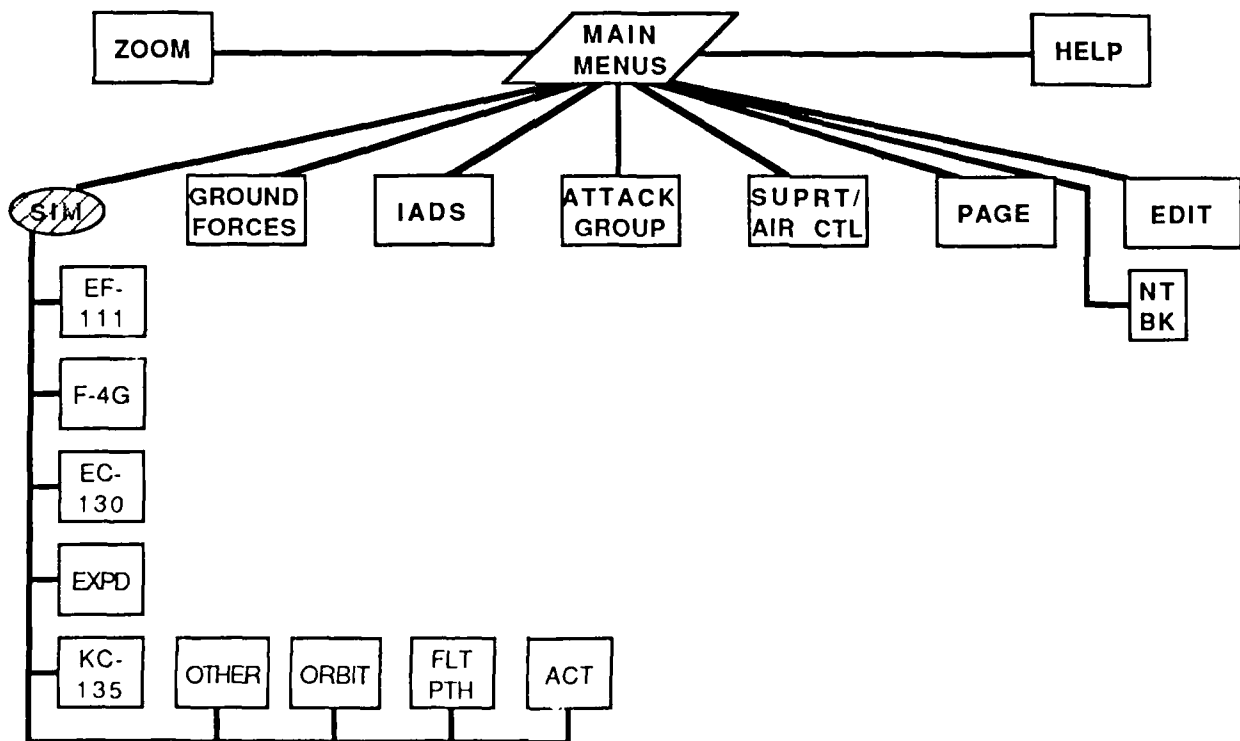 ZOOM
MAIN
MENUS
HELP
SIM
GROUND
FORCES
IADS
ATTACK
GROUP
SUPRT/
AIR CTL
PAGE
EDIT
NT
BK
EF-
111
F-4G
EC-
130
EXPD
KC-
135
OTHER
ORBIT
FLT
PTH
ACT